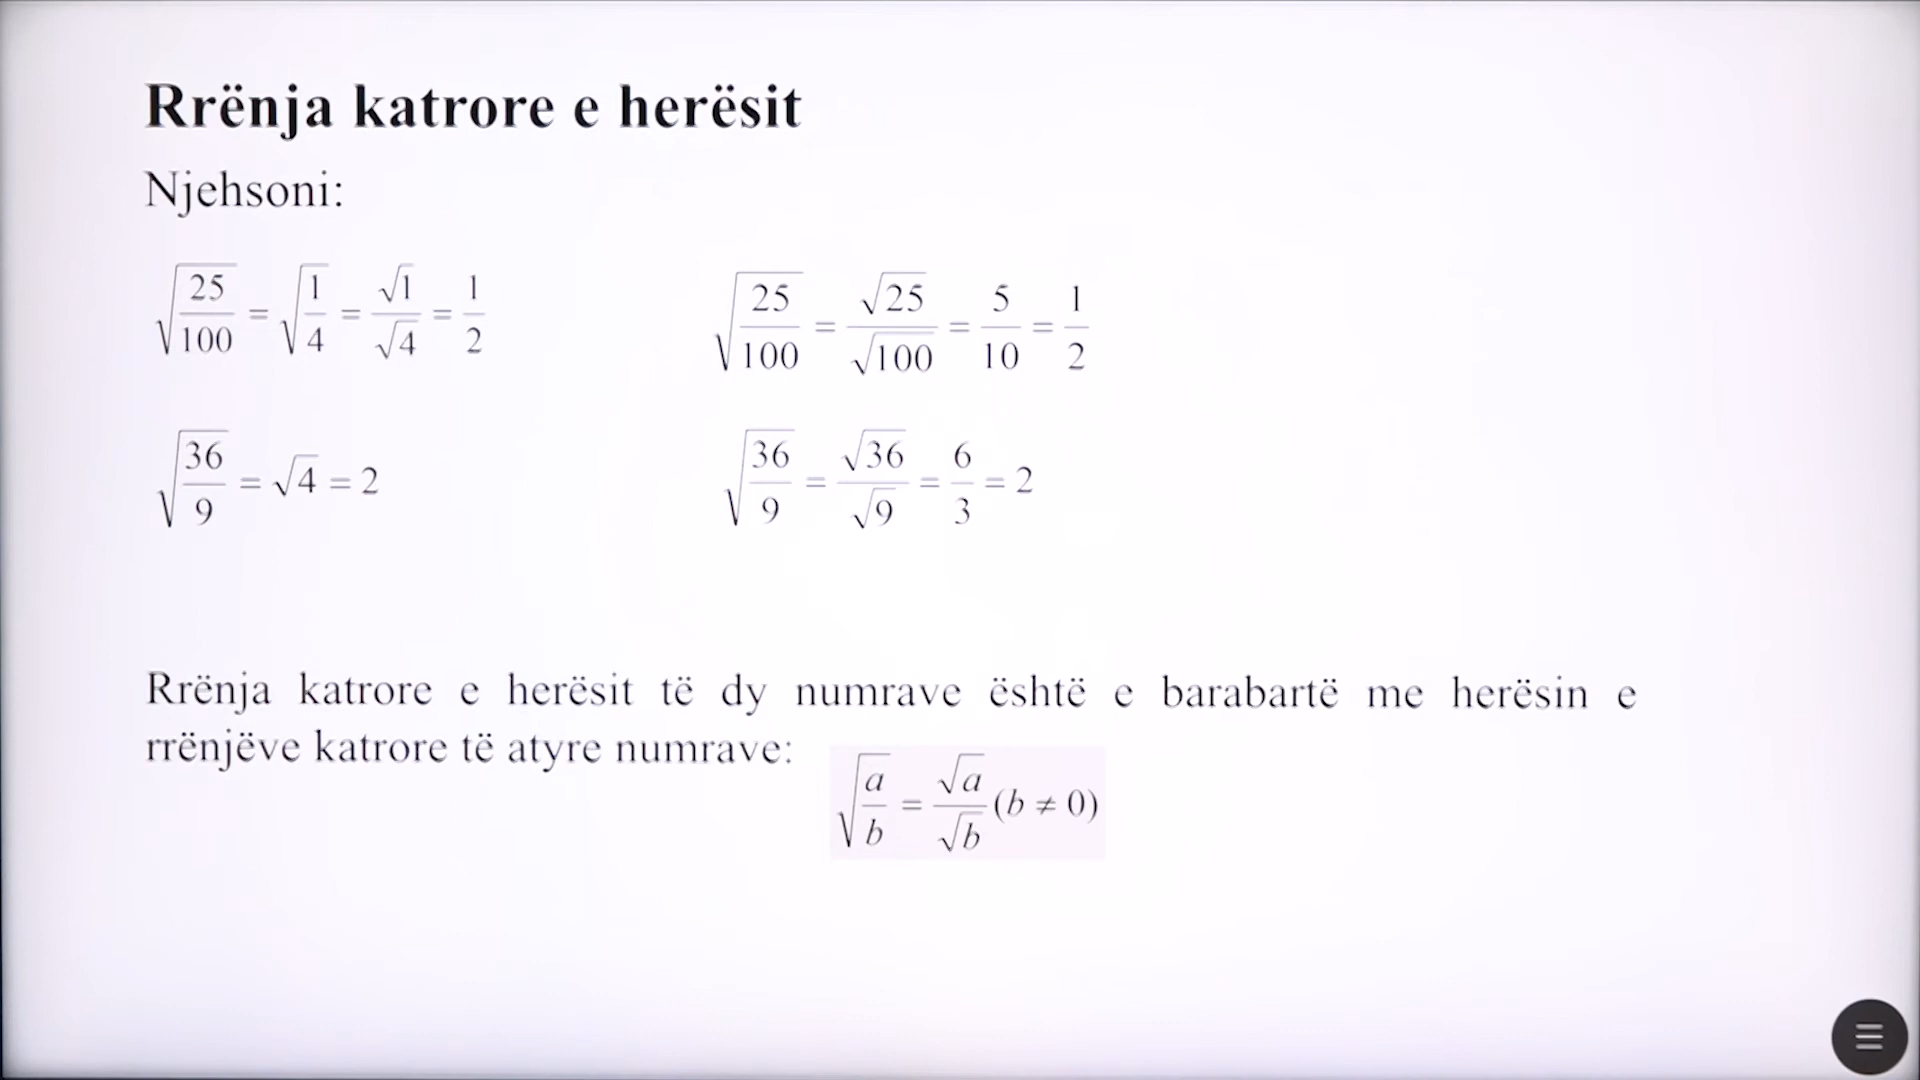 Rrënja katrore e herësit
Njehsoni:
√(25/100) = √(1/4) = √1/√4 = 1/2
√(25/100) = √25/√100 = 5/10 = 1/2
√(36/9) = √4 = 2
√(36/9) = √36/√9 = 6/3 = 2
Rrënja katrore e herësit të dy numrave është e barabartë me herësin e
rrënjëve katrore të atyre numrave:
√(a/b) = √a/√b (b ≠ 0)